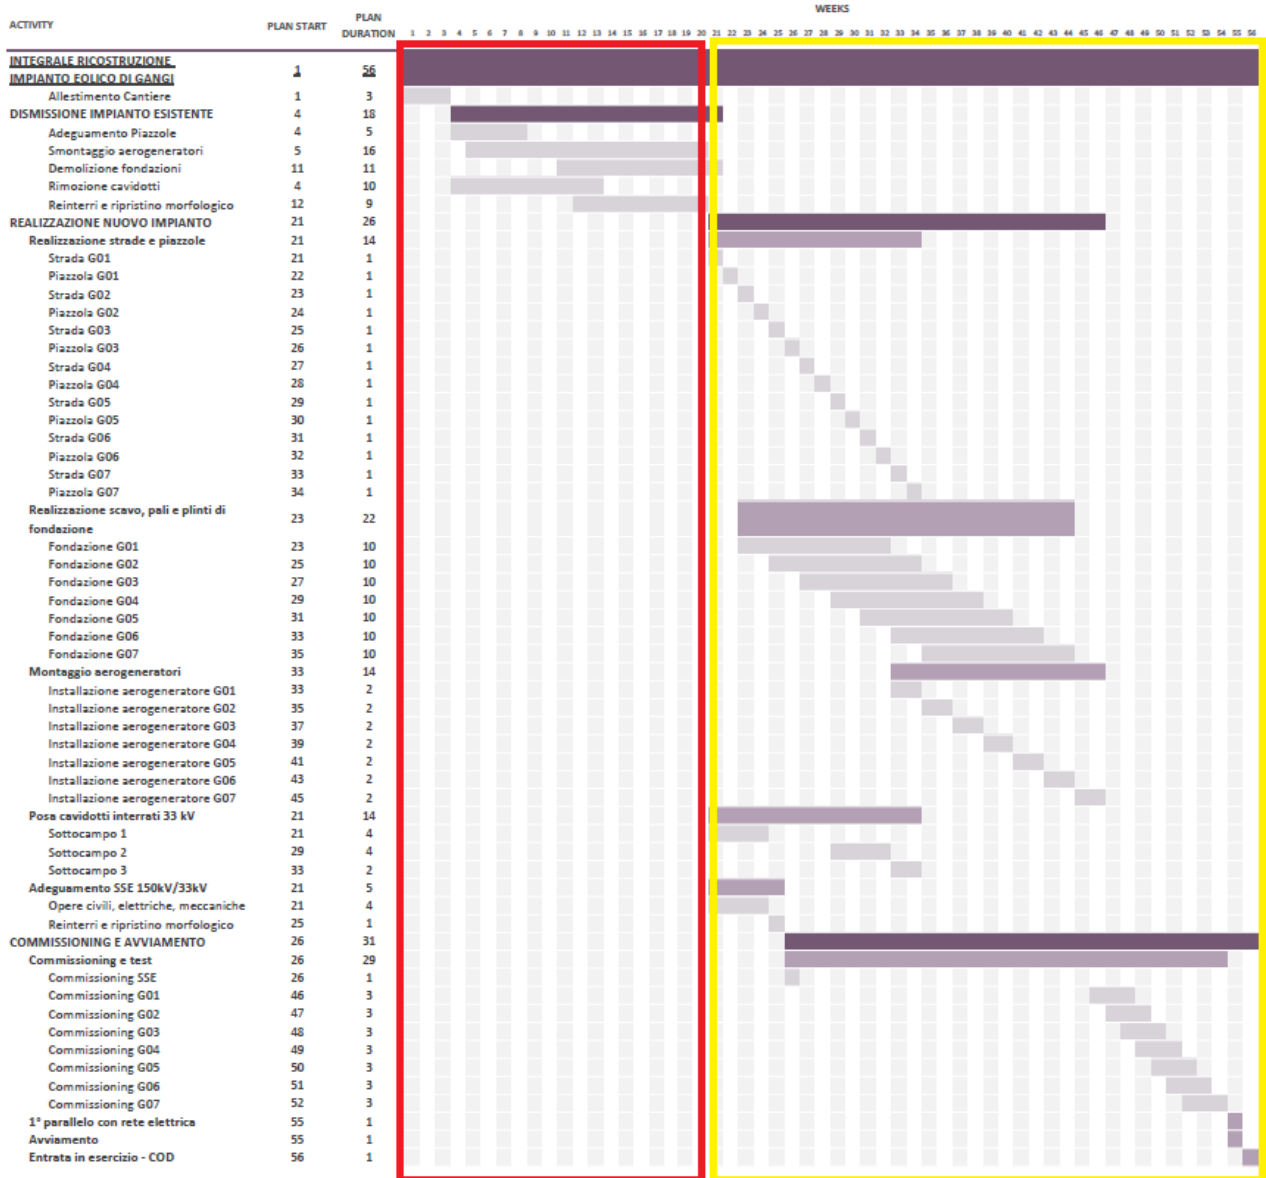 WEEKS
ACTIVITY PLAN START PLAN DURATION 1 2 3 4 5 6 7 8 9 10 11 12 13 14 15 16 17 18 19 20 21 22 23 24 25 26 27 28 29 30 31 32 33 34 35 36 37 38 39 40 41 42 43 44 45 46 47 48 49 50 51 52 53 54 55 56
INTEGRALE RICOSTRUZIONE
IMPIANTO EOLICO DI GANGI 1 56
Allestimento Cantiere 1 3
DISMISSIONE IMPIANTO ESISTENTE 4 18
Adeguamento Piazzole 4 5
Smontaggio aerogeneratori 5 16
Demolizione fondazioni 11 11
Rimozione cavidotti 4 10
Reinterri e ripristino morfologico 12 9
REALIZZAZIONE NUOVO IMPIANTO 21 26
Realizzazione strade e piazzole 21 14
Strada G01 21 1
Piazzola G01 22 1
Strada G02 23 1
Piazzola G02 24 1
Strada G03 25 1
Piazzola G03 26 1
Strada G04 27 1
Piazzola G04 28 1
Strada G05 29 1
Piazzola G05 30 1
Strada G06 31 1
Piazzola G06 32 1
Strada G07 33 1
Piazzola G07 34 1
Realizzazione scavo, pali e plinti di
fondazione 23 22
Fondazione G01 23 10
Fondazione G02 25 10
Fondazione G03 27 10
Fondazione G04 29 10
Fondazione G05 31 10
Fondazione G06 33 10
Fondazione G07 35 10
Montaggio aerogeneratori 33 14
Installazione aerogeneratore G01 33 2
Installazione aerogeneratore G02 35 2
Installazione aerogeneratore G03 37 2
Installazione aerogeneratore G04 39 2
Installazione aerogeneratore G05 41 2
Installazione aerogeneratore G06 43 2
Installazione aerogeneratore G07 45 2
Posa cavidotti interrati 33 kV 21 14
Sottocampo 1 21 4
Sottocampo 2 29 4
Sottocampo 3 33 2
Adeguamento SSE 150kV/33kV 21 5
Opere civili, elettriche, meccaniche 21 4
Reinterri e ripristino morfologico 25 1
COMMISSIONING E AVVIAMENTO 26 31
Commissioning e test 26 29
Commissioning SSE 26 1
Commissioning G01 46 3
Commissioning G02 47 3
Commissioning G03 48 3
Commissioning G04 49 3
Commissioning G05 50 3
Commissioning G06 51 3
Commissioning G07 52 3
1° parallelo con rete elettrica 55 1
Avviamento 55 1
Entrata in esercizio - COD 56 1